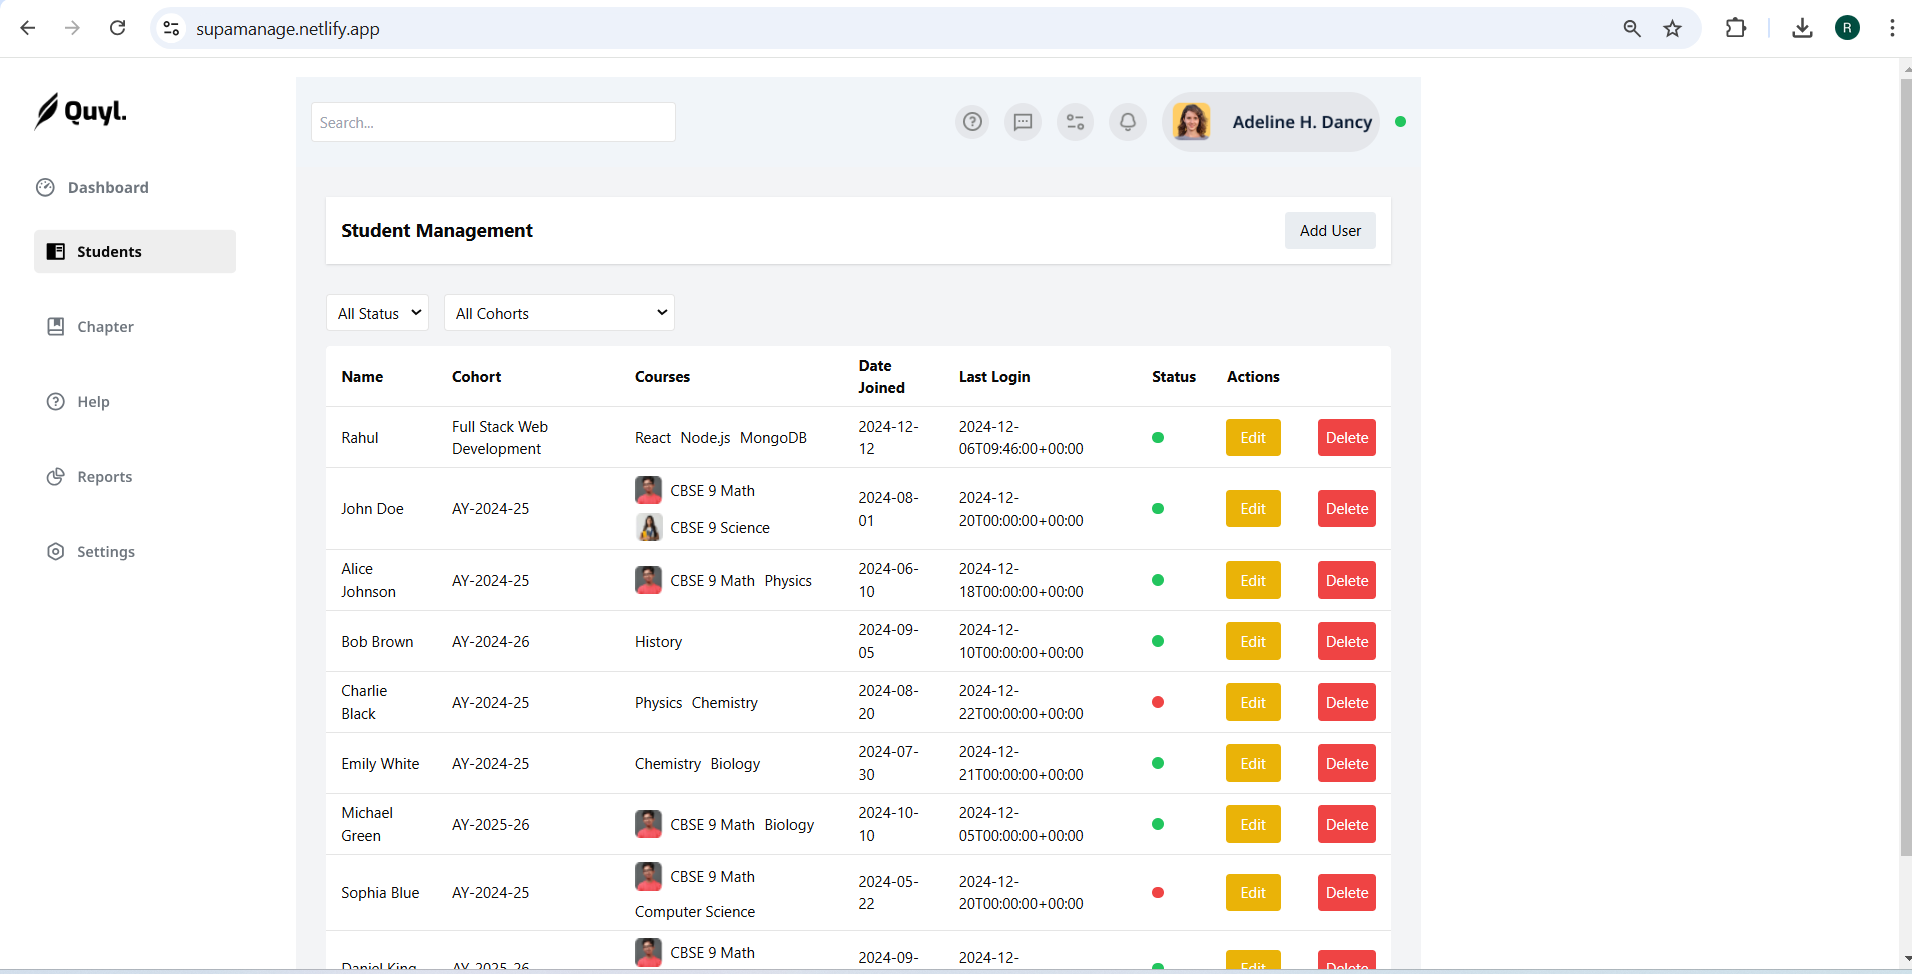 supamanage.netlify.app
R
Quyl.
Search...
Adeline H. Dancy
Dashboard
Students
Chapter
Help
Reports
Settings
Student Management
Add User
All Status
All Cohorts
Name Cohort Courses Date Joined Last Login Status Actions
Rahul
Full Stack Web
Development
React Node.js MongoDB
2024-12-
12
2024-12-
06T09:46:00+00:00
Edit Delete
John Doe
AY-2024-25
CBSE 9 Math
CBSE 9 Science
2024-08-
01
2024-12-
20T00:00:00+00:00
Edit Delete
Alice
Johnson
AY-2024-25
CBSE 9 Math Physics
2024-06-
10
2024-12-
18T00:00:00+00:00
Edit Delete
Bob Brown
AY-2024-26
History
2024-09-
05
2024-12-
10T00:00:00+00:00
Edit Delete
Charlie
Black
AY-2024-25
Physics Chemistry
2024-08-
20
2024-12-
22T00:00:00+00:00
Edit Delete
Emily White
AY-2024-25
Chemistry Biology
2024-07-
30
2024-12-
21T00:00:00+00:00
Edit Delete
Michael
Green
AY-2025-26
CBSE 9 Math Biology
2024-10-
10
2024-12-
05T00:00:00+00:00
Edit Delete
Sophia Blue
AY-2024-25
CBSE 9 Math
Computer Science
2024-05-
22
2024-12-
20T00:00:00+00:00
Edit Delete
Daniel King
AY-2025-26
CBSE 9 Math
2024-09-
2024-12-
Edit Delete